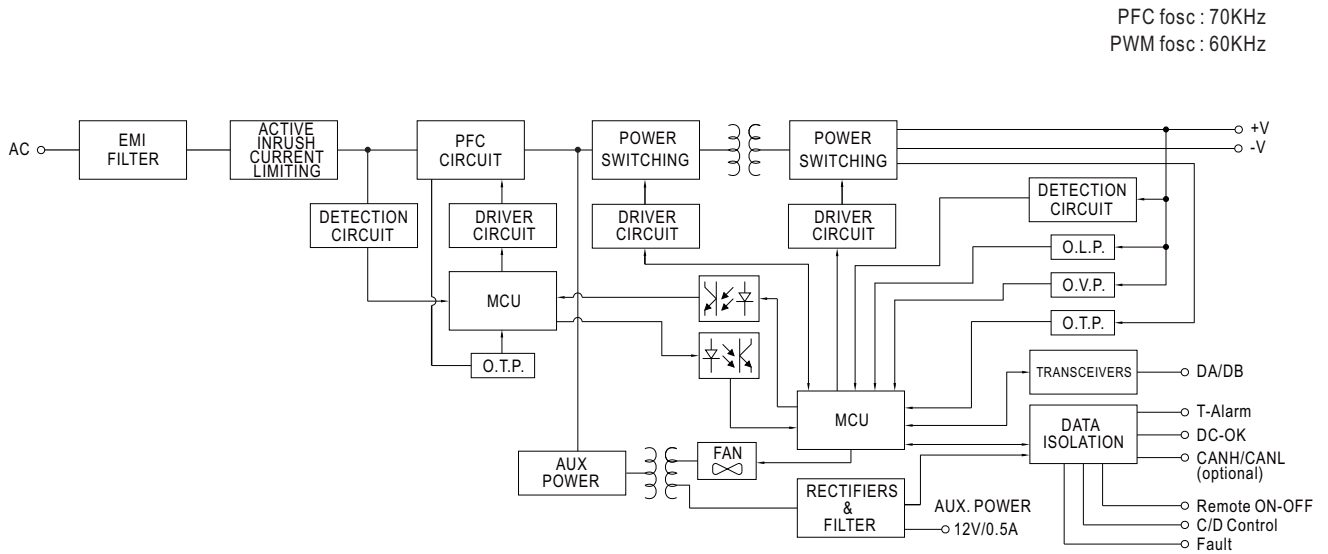 PFC fosc : 70KHz
PWM fosc : 60KHz
AC
EMI
FILTER
ACTIVE
INRUSH
CURRENT
LIMITING
PFC
CIRCUIT
POWER
SWITCHING
POWER
SWITCHING
+V
-V
DETECTION
CIRCUIT
DRIVER
CIRCUIT
DRIVER
CIRCUIT
DRIVER
CIRCUIT
DETECTION
CIRCUIT
O.L.P.
O.V.P.
O.T.P.
MCU
O.T.P.
TRANSCEIVERS
DA/DB
MCU
DATA
ISOLATION
T-Alarm
DC-OK
CANH/CANL
(optional)
AUX
POWER
FAN
RECTIFIERS
&
FILTER
AUX. POWER
12V/0.5A
Remote ON-OFF
C/D Control
Fault